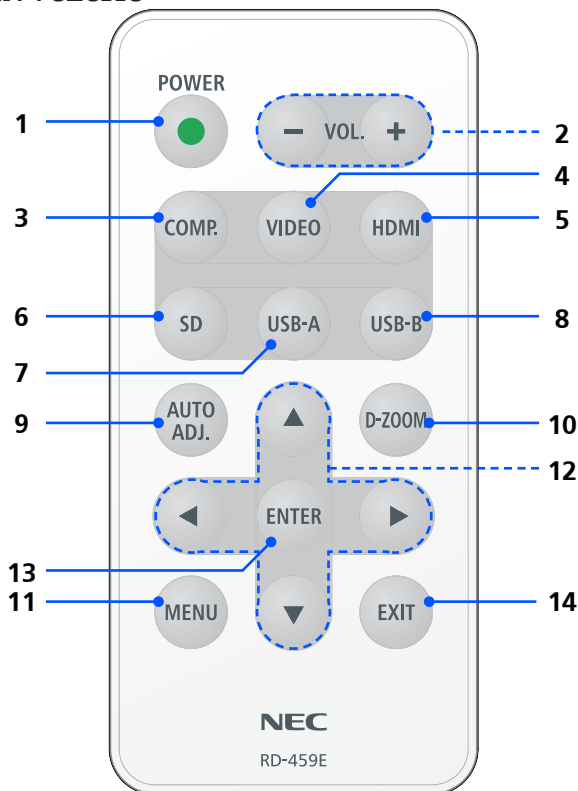 POWER
1
VOL.
2
4
3
COMP.
VIDEO
HDMI
5
6
SD
USB-A
USB-B
8
7
9
AUTO
ADJ.
D-ZOOM
10
12
ENTER
13
11
MENU
EXIT
14
NEC
RD-459E